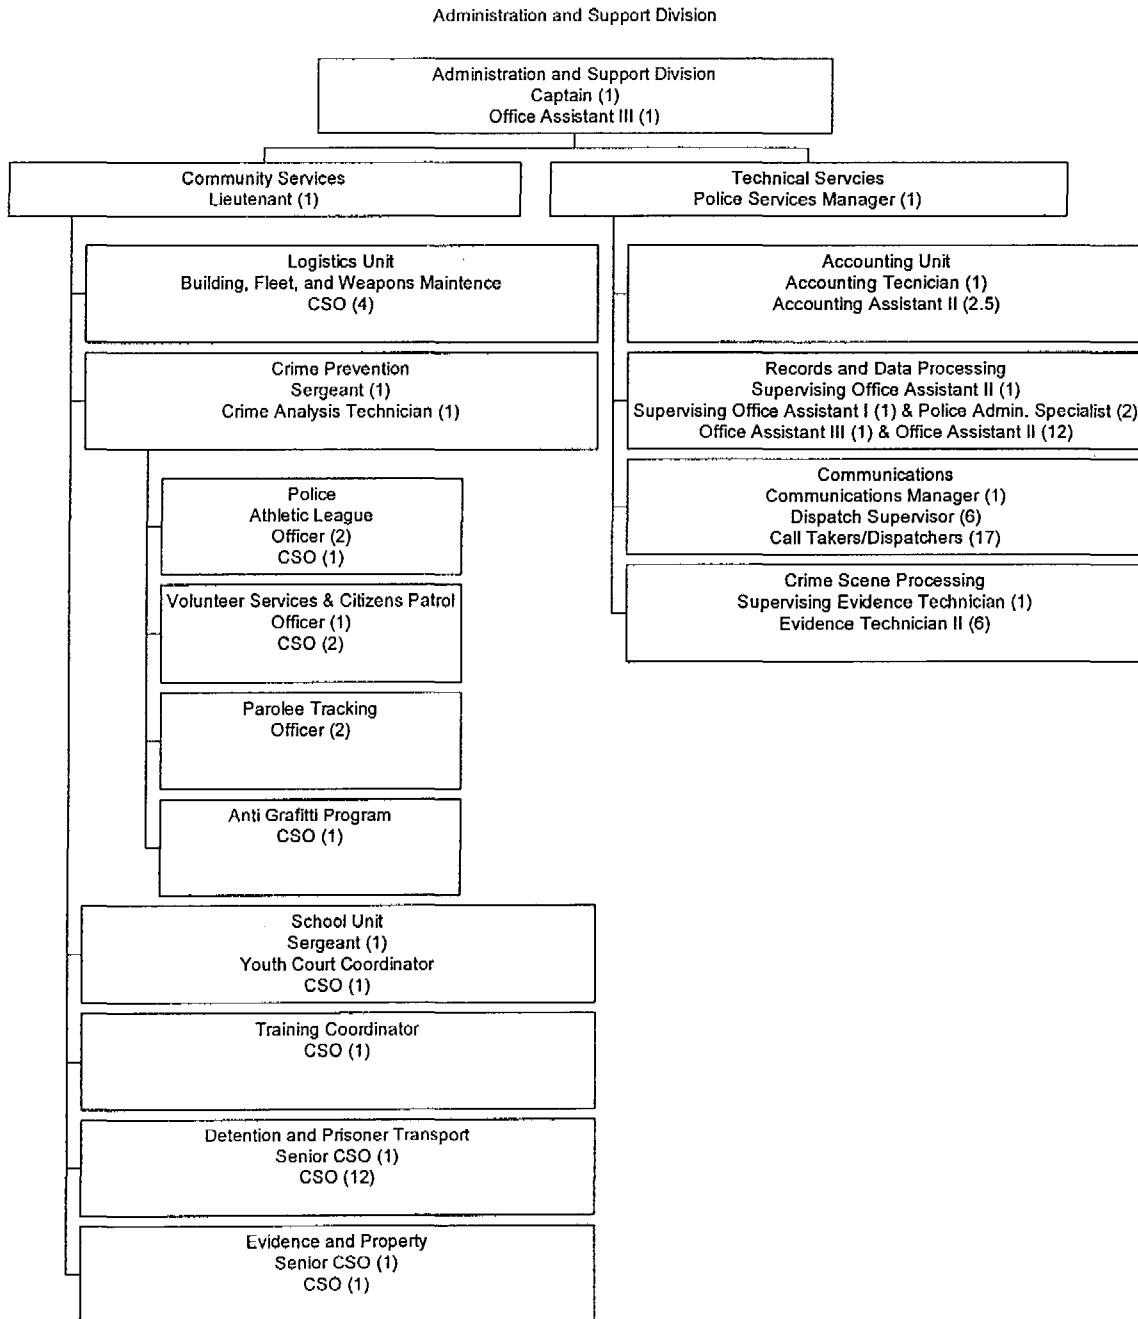 Administration and Support Division
Administration and Support Division
Captain (1)
Office Assistant III (1)
Community Services
Lieutenant (1)
Technical Servcies
Police Services Manager (1)
Logistics Unit
Building, Fleet, and Weapons Maintence
CSO (4)
Crime Prevention
Sergeant (1)
Crime Analysis Technician (1)
Police
Athletic League
Officer (2)
CSO (1)
Volunteer Services & Citizens Patrol
Officer (1)
CSO (2)
Parolee Tracking
Officer (2)
Anti Grafitti Program
CSO (1)
School Unit
Sergeant (1)
Youth Court Coordinator
CSO (1)
Training Coordinator
CSO (1)
Detention and Prisoner Transport
Senior CSO (1)
CSO (12)
Evidence and Property
Senior CSO (1)
CSO (1)
Accounting Unit
Accounting Tecnician (1)
Accounting Assistant II (2.5)
Records and Data Processing
Supervising Office Assistant II (1)
Supervising Office Assistant I (1) & Police Admin. Specialist (2)
Office Assistant III (1) & Office Assistant II (12)
Communications
Communications Manager (1)
Dispatch Supervisor (6)
Call Takers/Dispatchers (17)
Crime Scene Processing
Supervising Evidence Technician (1)
Evidence Technician II (6)